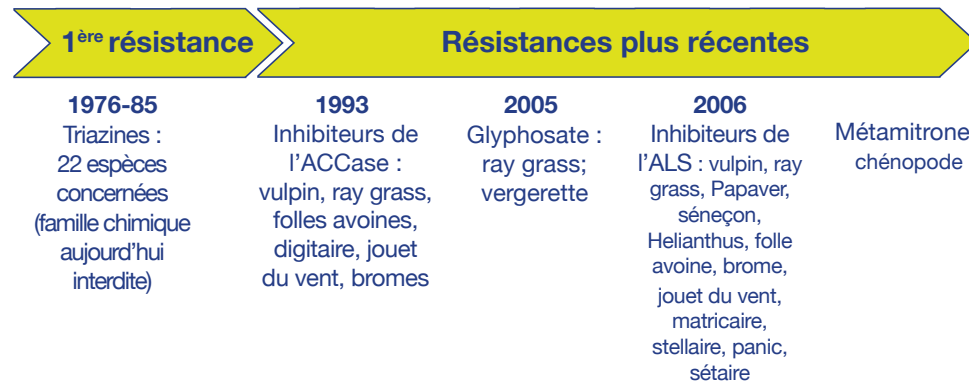 1ère résistance
Résistances plus récentes
1976-85
Triazines :
22 espèces
concernées
(famille chimique
aujourd'hui
interdite)
1993
Inhibiteurs de
l'ACCase :
vulpin, ray grass,
folles avoines,
digitaire, jouet
du vent, bromes
2005
Glyphosate :
ray grass;
vergerette
2006
Inhibiteurs de
l'ALS : vulpin, ray
grass, Papaver,
séneçon,
Helianthus, folle
avoine, brome,
jouet du vent,
matricaire,
stellaire, panic,
sétaire
Métamitrone
chénopode